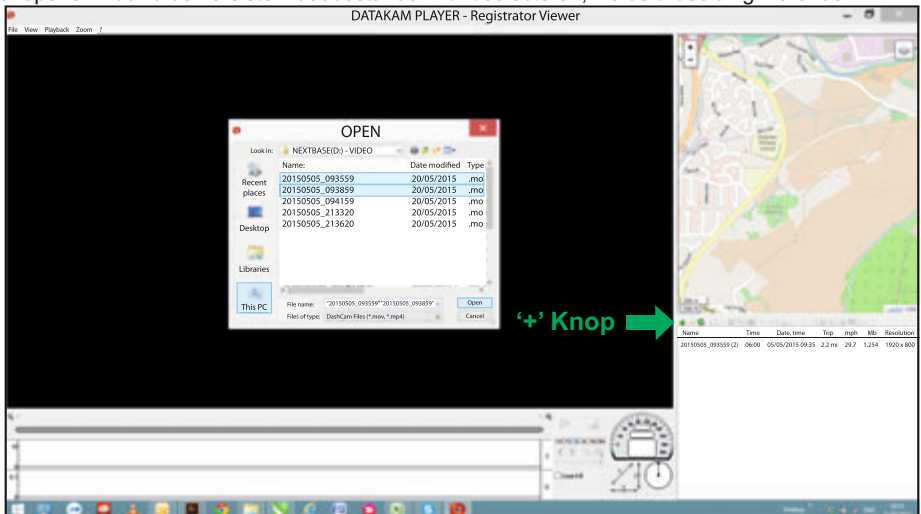 DATAKAM PLAYER - Registrator Viewer
File View Playback Zoom ?
OPEN
Look in: NEXTBASE(D:) - VIDEO
Name: Date modified Type
20150505_093559 20/05/2015 .mo
20150505_093859 20/05/2015 .mo
20150505_094159 20/05/2015 .mo
20150505_213320 20/05/2015 .mo
20150505_213620 20/05/2015 .mo
Recent places
Desktop
Libraries
This PC
File name: "20150505_093559""20150505_093859" Open
Files of type: DashCam Files (*.mov, *.mp4) Cancel
‘+’ Knop
Name Time Date, time Trip mph Mb Resolution
20150505_093559 (2) 06:00 05/05/2015 09:35 2.2 mi 29.7 1.254 1920 x 800